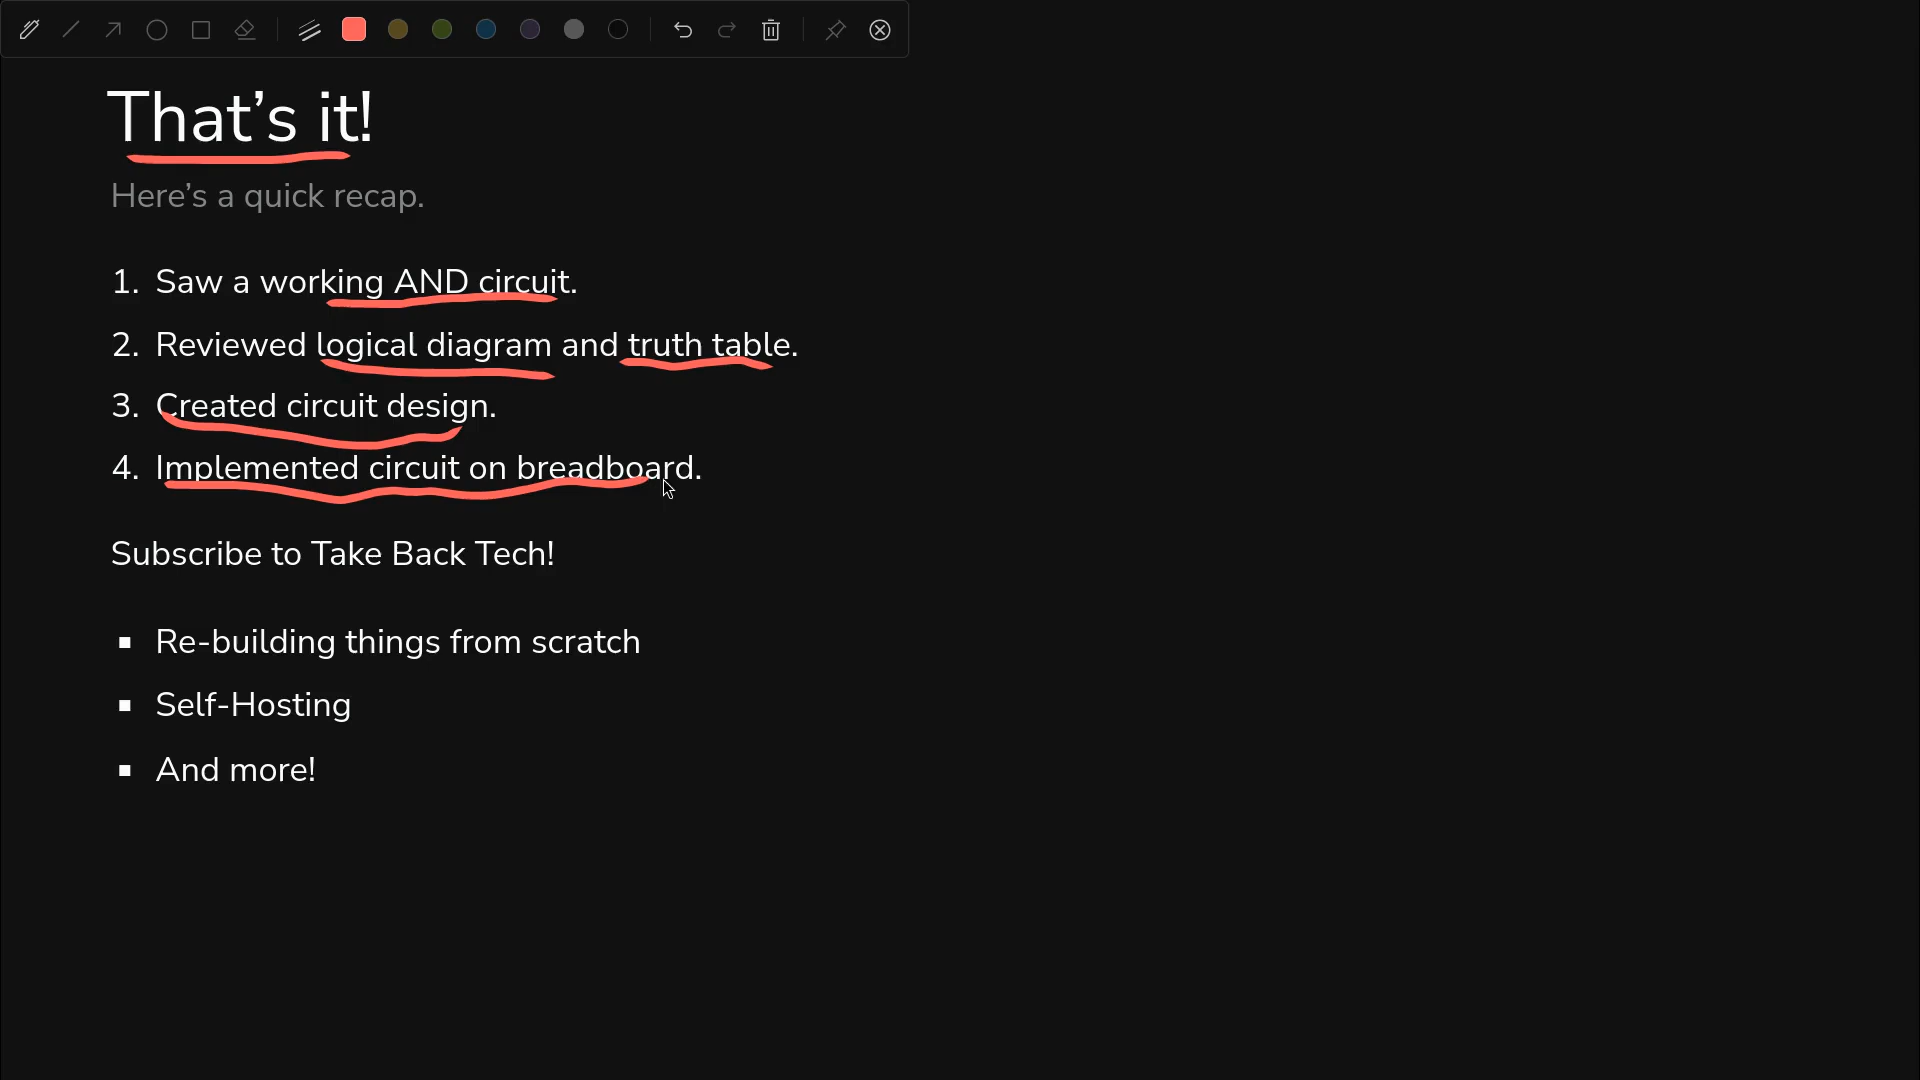 That’s it!
Here’s a quick recap.
1. Saw a working AND circuit.
2. Reviewed logical diagram and truth table.
3. Created circuit design.
4. Implemented circuit on breadboard.
Subscribe to Take Back Tech!
▪ Re-building things from scratch
▪ Self-Hosting
▪ And more!